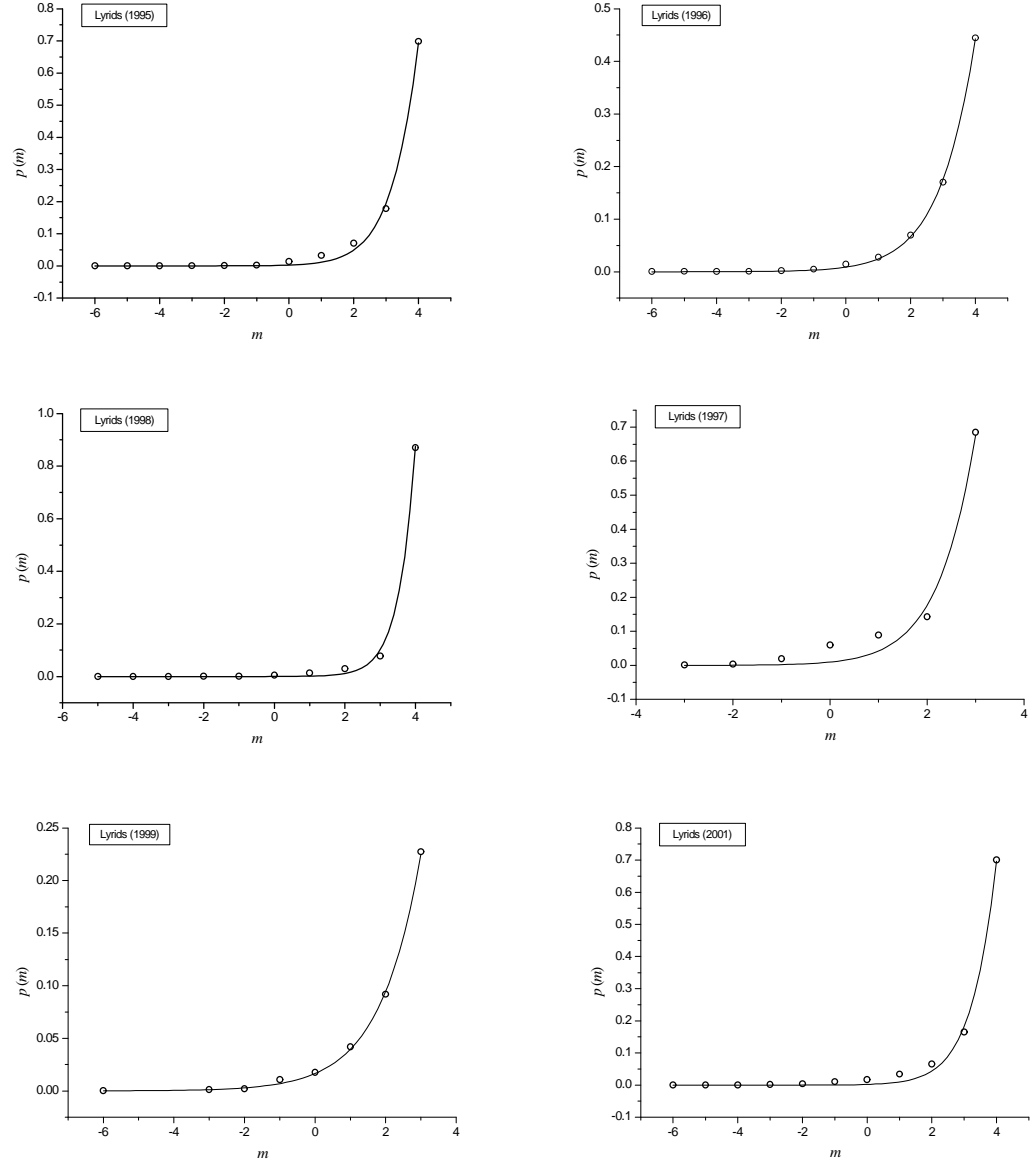 Lyrids (1995)
0.8
0.7
0.6
0.5
0.4
0.3
0.2
0.1
0.0
-0.1
p (m)
-6 -4 -2 0 2 4
m
Lyrids (1996)
0.5
0.4
0.3
0.2
0.1
0.0
p (m)
-6 -4 -2 0 2 4
m
Lyrids (1998)
1.0
0.8
0.6
0.4
0.2
0.0
p (m)
-6 -4 -2 0 2 4
m
Lyrids (1997)
0.7
0.6
0.5
0.4
0.3
0.2
0.1
0.0
-0.1
p (m)
-4 -2 0 2 4
m
Lyrids (1999)
0.25
0.20
0.15
0.10
0.05
0.00
p (m)
-6 -4 -2 0 2 4
m
Lyrids (2001)
0.8
0.7
0.6
0.5
0.4
0.3
0.2
0.1
0.0
-0.1
p (m)
-6 -4 -2 0 2 4
m